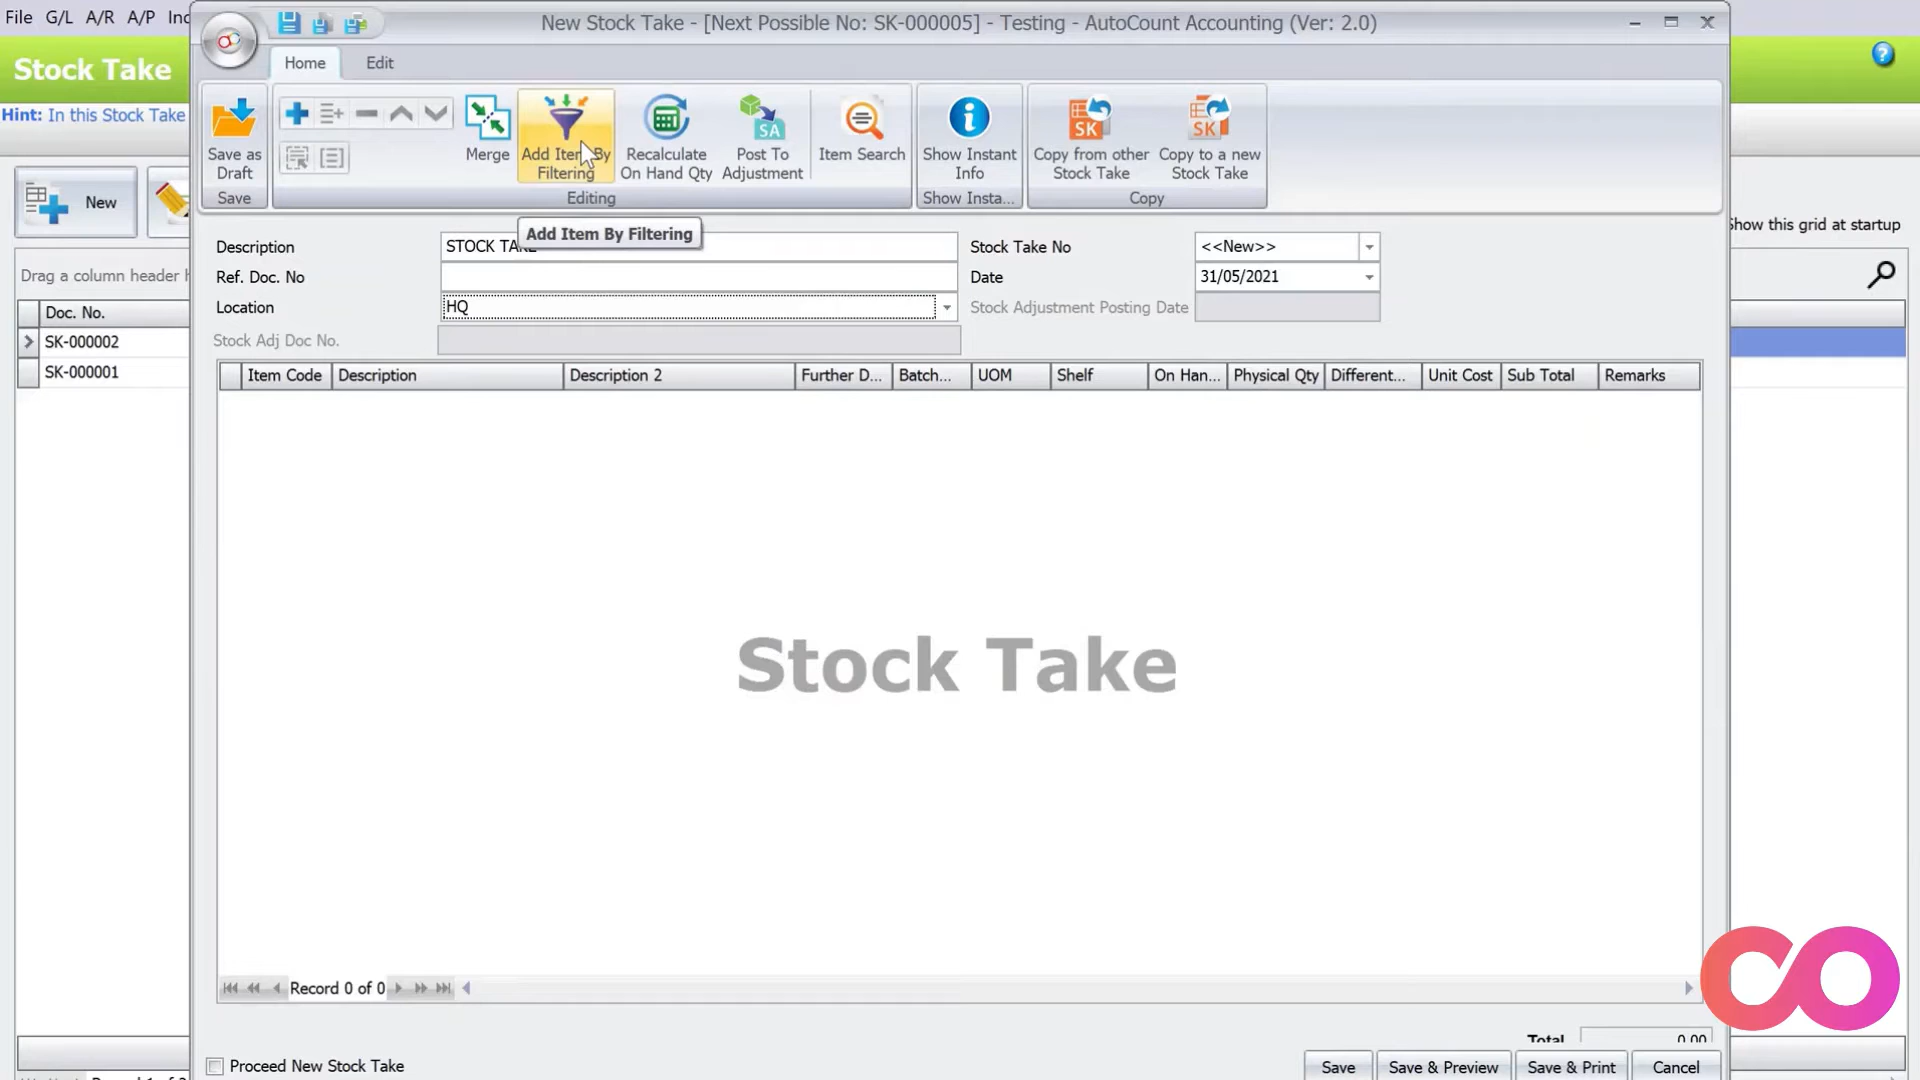 File G/L A/R A/P
New Stock Take - [Next Possible No: SK-000005] - Testing - AutoCount Accounting (Ver: 2.0)
Stock Take
Home Edit
Hint: In this Stock Take
Save as Draft
Merge
Add Item By Filtering
Recalculate On Hand Qty
Post To Adjustment
SA
Item Search
Show Instant Info
SK
Copy from other Stock Take
SK
Copy to a new Stock Take
Save
Editing
Show Insta...
Copy
New
Show this grid at startup
Add Item By Filtering
Description STOCK TAKE
Stock Take No <<New>>
Ref. Doc. No
Date 31/05/2021
Location HQ
Stock Adjustment Posting Date
Stock Adj Doc No.
Drag a column header
Doc. No.
SK-000002
SK-000001
Item Code Description Description 2 Further D... Batch... UOM Shelf On Han... Physical Qty Different... Unit Cost Sub Total Remarks
Stock Take
Record 0 of 0
Total 0.00
Proceed New Stock Take
Save Save & Preview Save & Print Cancel